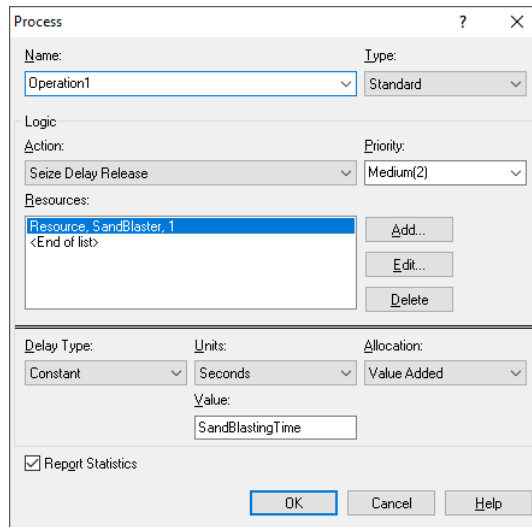 Process ? ×
Name: Type:
Operation1 Standard
Logic
Action: Priority:
Seize Delay Release Medium(2)
Resources:
Resource, SandBlaster, 1
<End of list>
Add...
Edit...
Delete
Delay Type: Units: Allocation:
Constant Seconds Value Added
Value:
SandBlastingTime
Report Statistics
OK Cancel Help